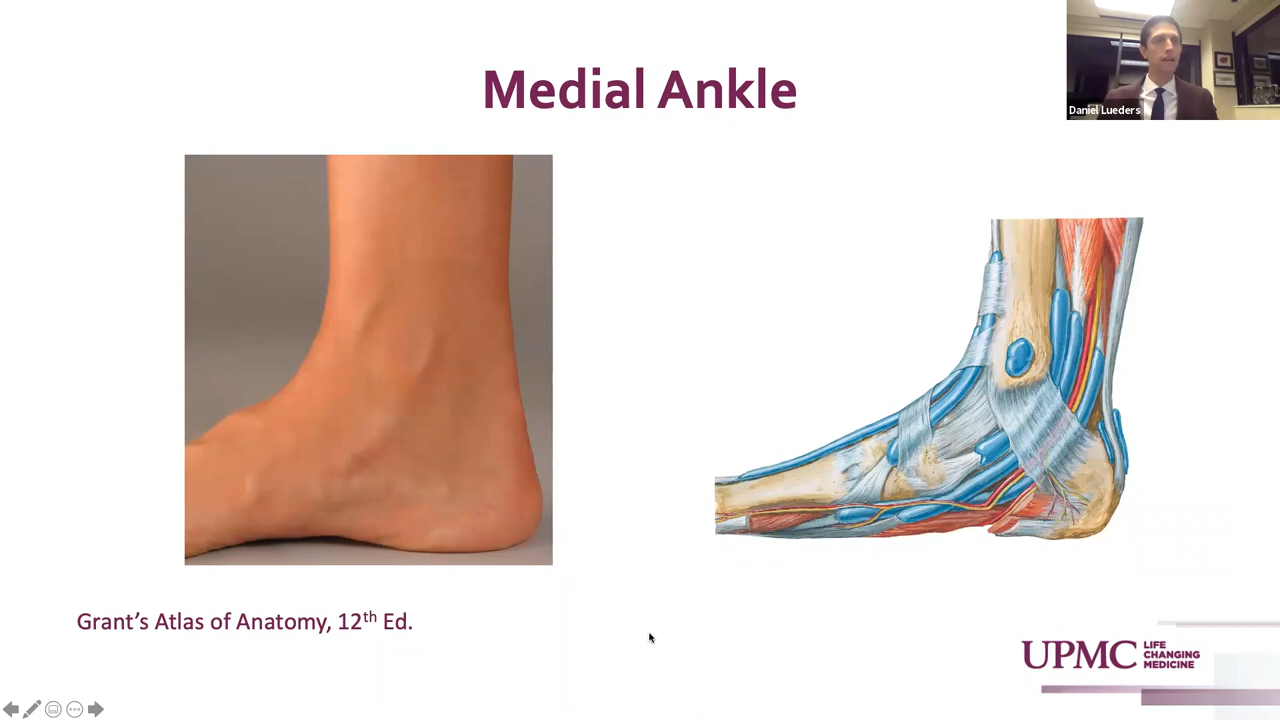 Medial Ankle
Daniel Lueders
Grant's Atlas of Anatomy, 12th Ed.
UPMC LIFE
CHANGING
MEDICINE